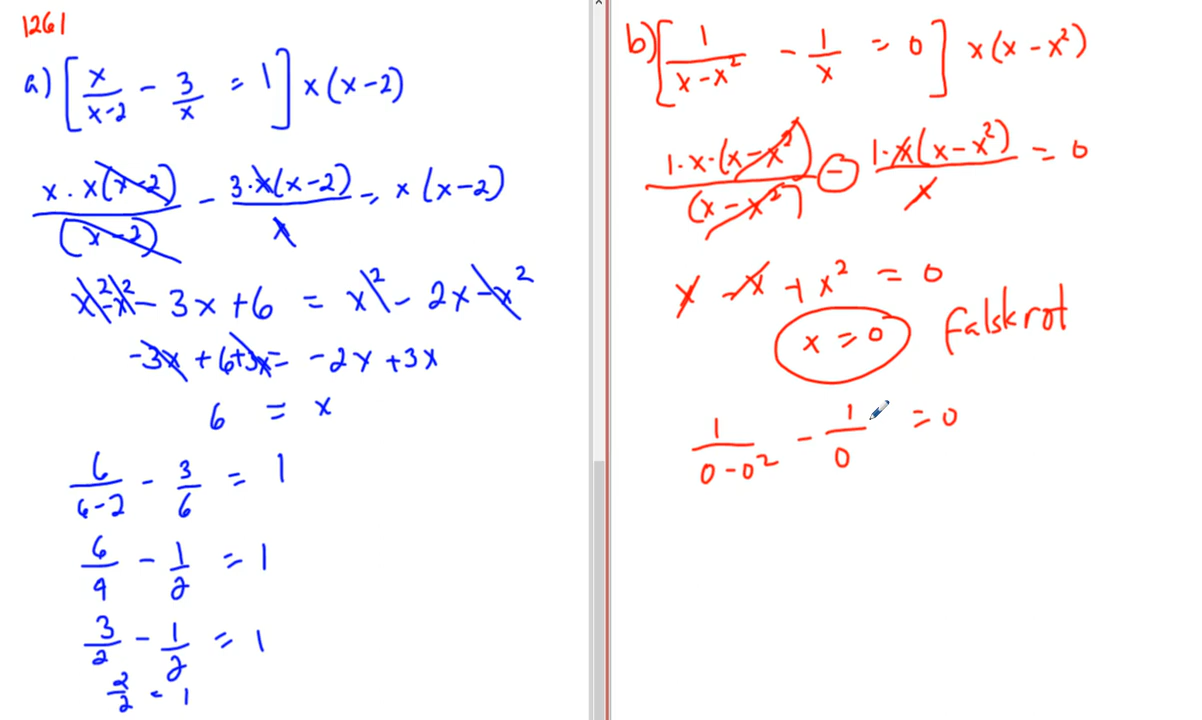 1261
a) [x/(x-2) - 3/x = 1] x(x-2)
x·x(x-2)/(x-2) - 3·x(x-2)/x = x(x-2)
x² - x² - 3x + 6 = x² - 2x - x²
-3x + 6 + 3x = -2x + 3x
6 = x
6/(6-2) - 3/6 = 1
6/4 - 1/2 = 1
3/2 - 1/2 = 1
2/2 = 1
b) [1/(x-x²) - 1/x = 0] x(x-x²)
1·x·(x-x²)/(x-x²) - 1·x(x-x²)/x = 0
x - x + x² = 0
x = 0 falsk rot
1/(0-0²) - 1/0 = 0